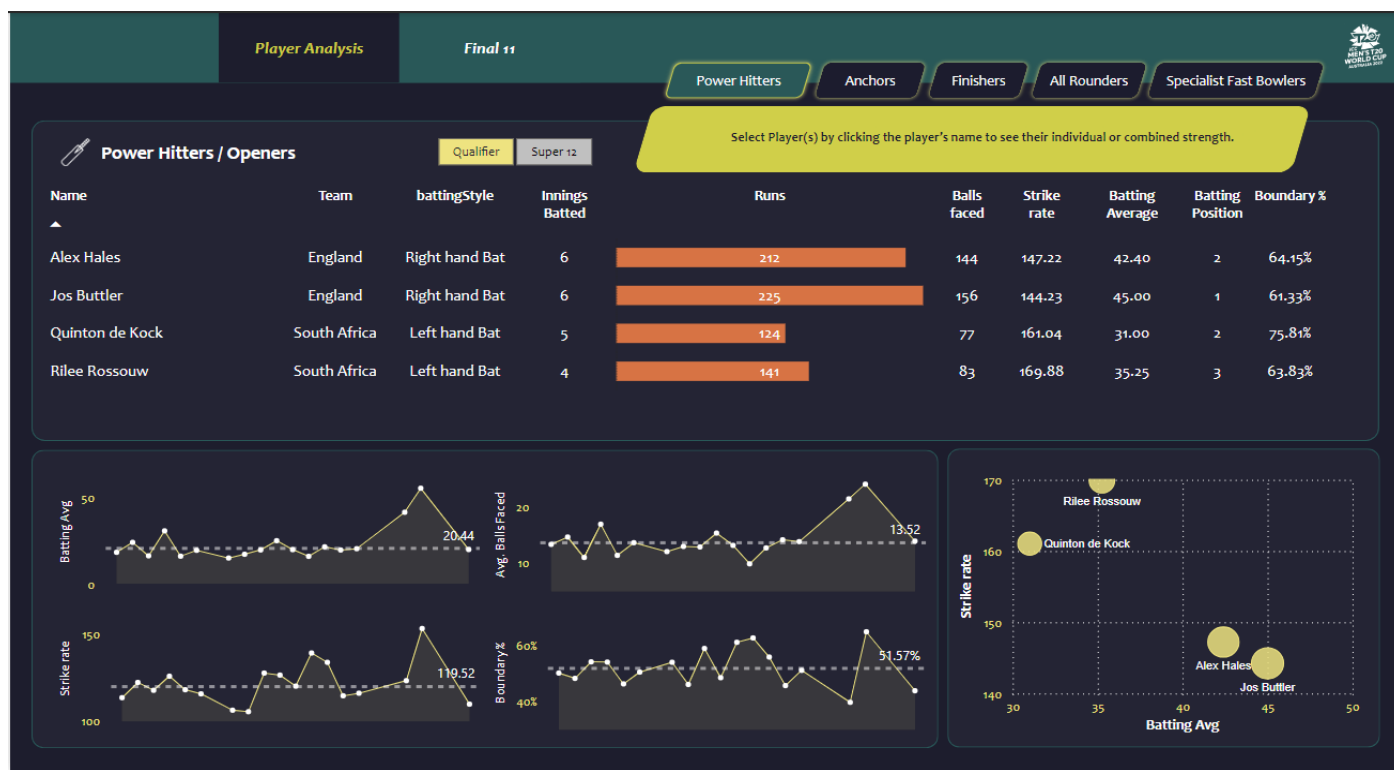 Player Analysis
Final 11
ICC
MEN'S T20
WORLD CUP
Power Hitters
Anchors
Finishers
All Rounders
Specialist Fast Bowlers
Select Player(s) by clicking the player's name to see their individual or combined strength.
Power Hitters / Openers
Qualifier
Super 12
Name Team battingStyle Innings Batted Runs Balls faced Strike rate Batting Average Batting Position Boundary %
Alex Hales England Right hand Bat 6 212 144 147.22 42.40 2 64.15%
Jos Buttler England Right hand Bat 6 225 156 144.23 45.00 1 61.33%
Quinton de Kock South Africa Left hand Bat 5 124 77 161.04 31.00 2 75.81%
Rilee Rossouw South Africa Left hand Bat 4 141 83 169.88 35.25 3 63.83%
Batting Avg
50
0
20.44
Avg. Balls Faced
20
10
13.52
Strike rate
150
100
119.52
Boundary %
60%
40%
51.57%
Strike rate
170
160
150
140
Rilee Rossouw
Quinton de Kock
Alex Hales
Jos Buttler
30 35 40 45 50
Batting Avg